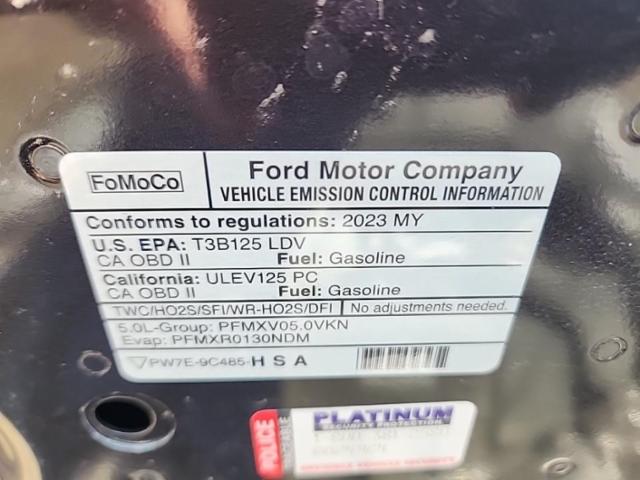 FoMoCo
Ford Motor Company
VEHICLE EMISSION CONTROL INFORMATION
Conforms to regulations: 2023 MY
U.S. EPA: T3B125 LDV
CA OBD II Fuel: Gasoline
California: ULEV125 PC
CA OBD II Fuel: Gasoline
TWC/HO2S/SFI/WR-HO2S/DFI No adjustments needed.
5.0L-Group: PFMXV05.0VKN
Evap: PFMXR0130NDM
PW7E-9C485-H S A
POLICE
PLATINUM
SECURITY PROTECTION